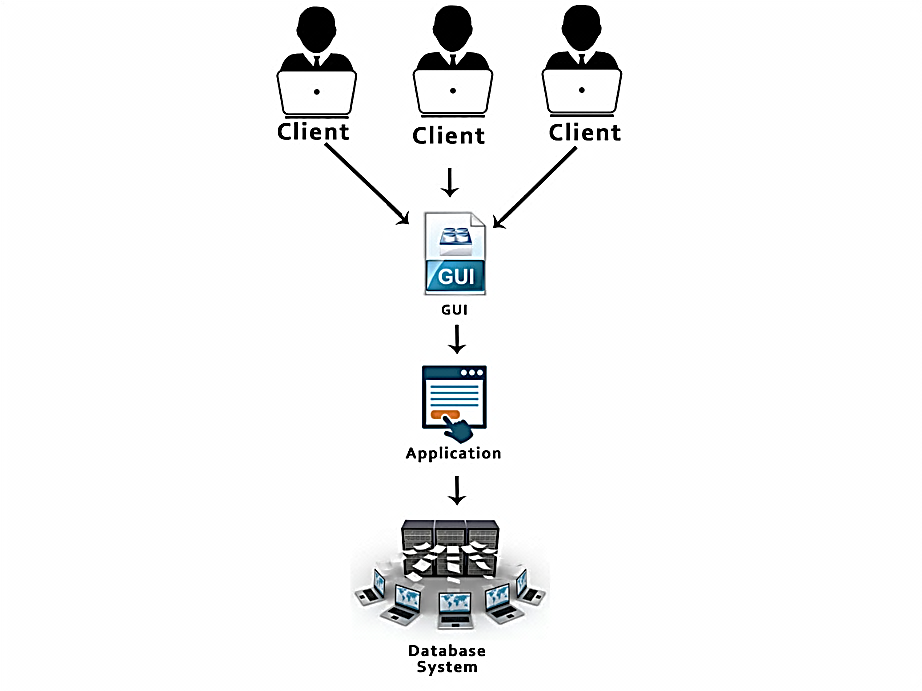 Client
Client
Client
GUI
GUI
Application
Database
System